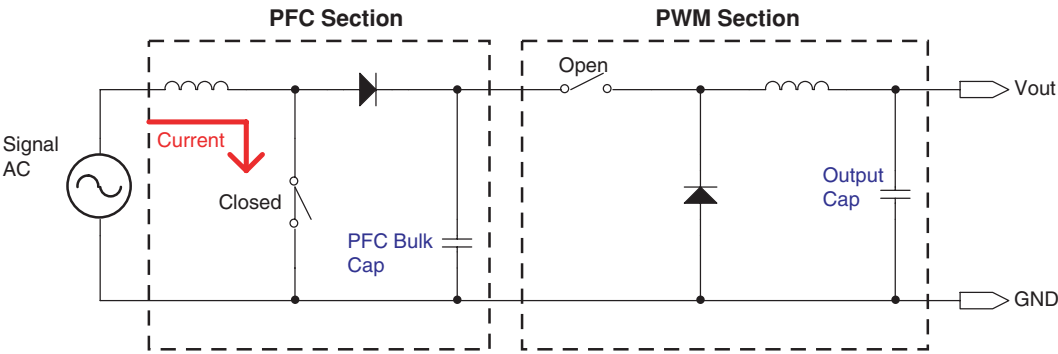 PFC Section
PWM Section
Open
Vout
Signal
AC
Current
Closed
PFC Bulk
Cap
Output
Cap
GND